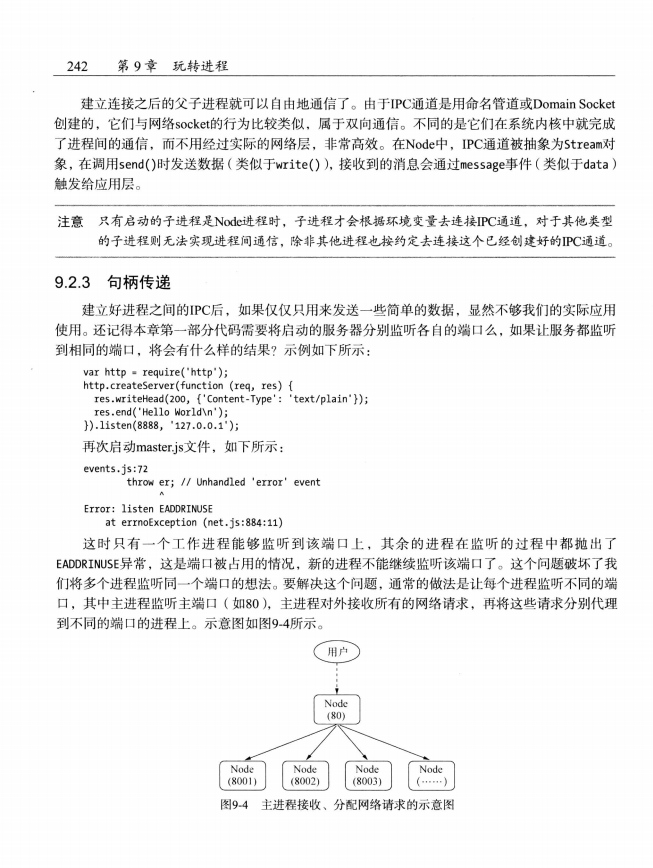 242 第9章 玩转进程
建立连接之后的父子进程就可以自由地通信了。由于IPC通道是用命名管道或Domain Socket
创建的，它们与网络socket的行为比较类似，属于双向通信。不同的是它们在系统内核中就完成
了进程间的通信，而不用经过实际的网络层，非常高效。在Node中，IPC通道被抽象为Stream对
象，在调用send()时发送数据（类似于write()），接收到的消息会通过message事件（类似于data）
触发给应用层。
注意 只有启动的子进程是Node进程时，子进程才会根据环境变量去连接IPC通道，对于其他类型
的子进程则无法实现进程间通信，除非其他进程也按约定去连接这个已经创建好的IPC通道。
9.2.3 句柄传递
建立好进程之间的IPC后，如果仅仅只用来发送一些简单的数据，显然不够我们的实际应用
使用。还记得本章第一部分代码需要将启动的服务器分别监听各自的端口么，如果让服务都监听
到相同的端口，将会有什么样的结果？示例如下所示：
var http = require('http');
http.createServer(function (req, res) {
res.writeHead(200, {'Content-Type': 'text/plain'});
res.end('Hello World\n');
}).listen(8888, '127.0.0.1');
再次启动master.js文件，如下所示：
events.js:72
throw er; // Unhandled 'error' event
^
Error: listen EADDRINUSE
at errnoException (net.js:884:11)
这时只有一个工作进程能够监听到该端口上，其余的进程在监听的过程中都抛出了
EADDRINUSE异常，这是端口被占用的情况，新的进程不能继续监听该端口了。这个问题破坏了我
们将多个进程监听同一个端口的想法。要解决这个问题，通常的做法是让每个进程监听不同的端
口，其中主进程监听主端口（如80），主进程对外接收所有的网络请求，再将这些请求分别代理
到不同的端口的进程上。示意图如图9-4所示。
用户
Node
(80)
Node
(8001)
Node
(8002)
Node
(8003)
Node
(……)
图9-4 主进程接收、分配网络请求的示意图